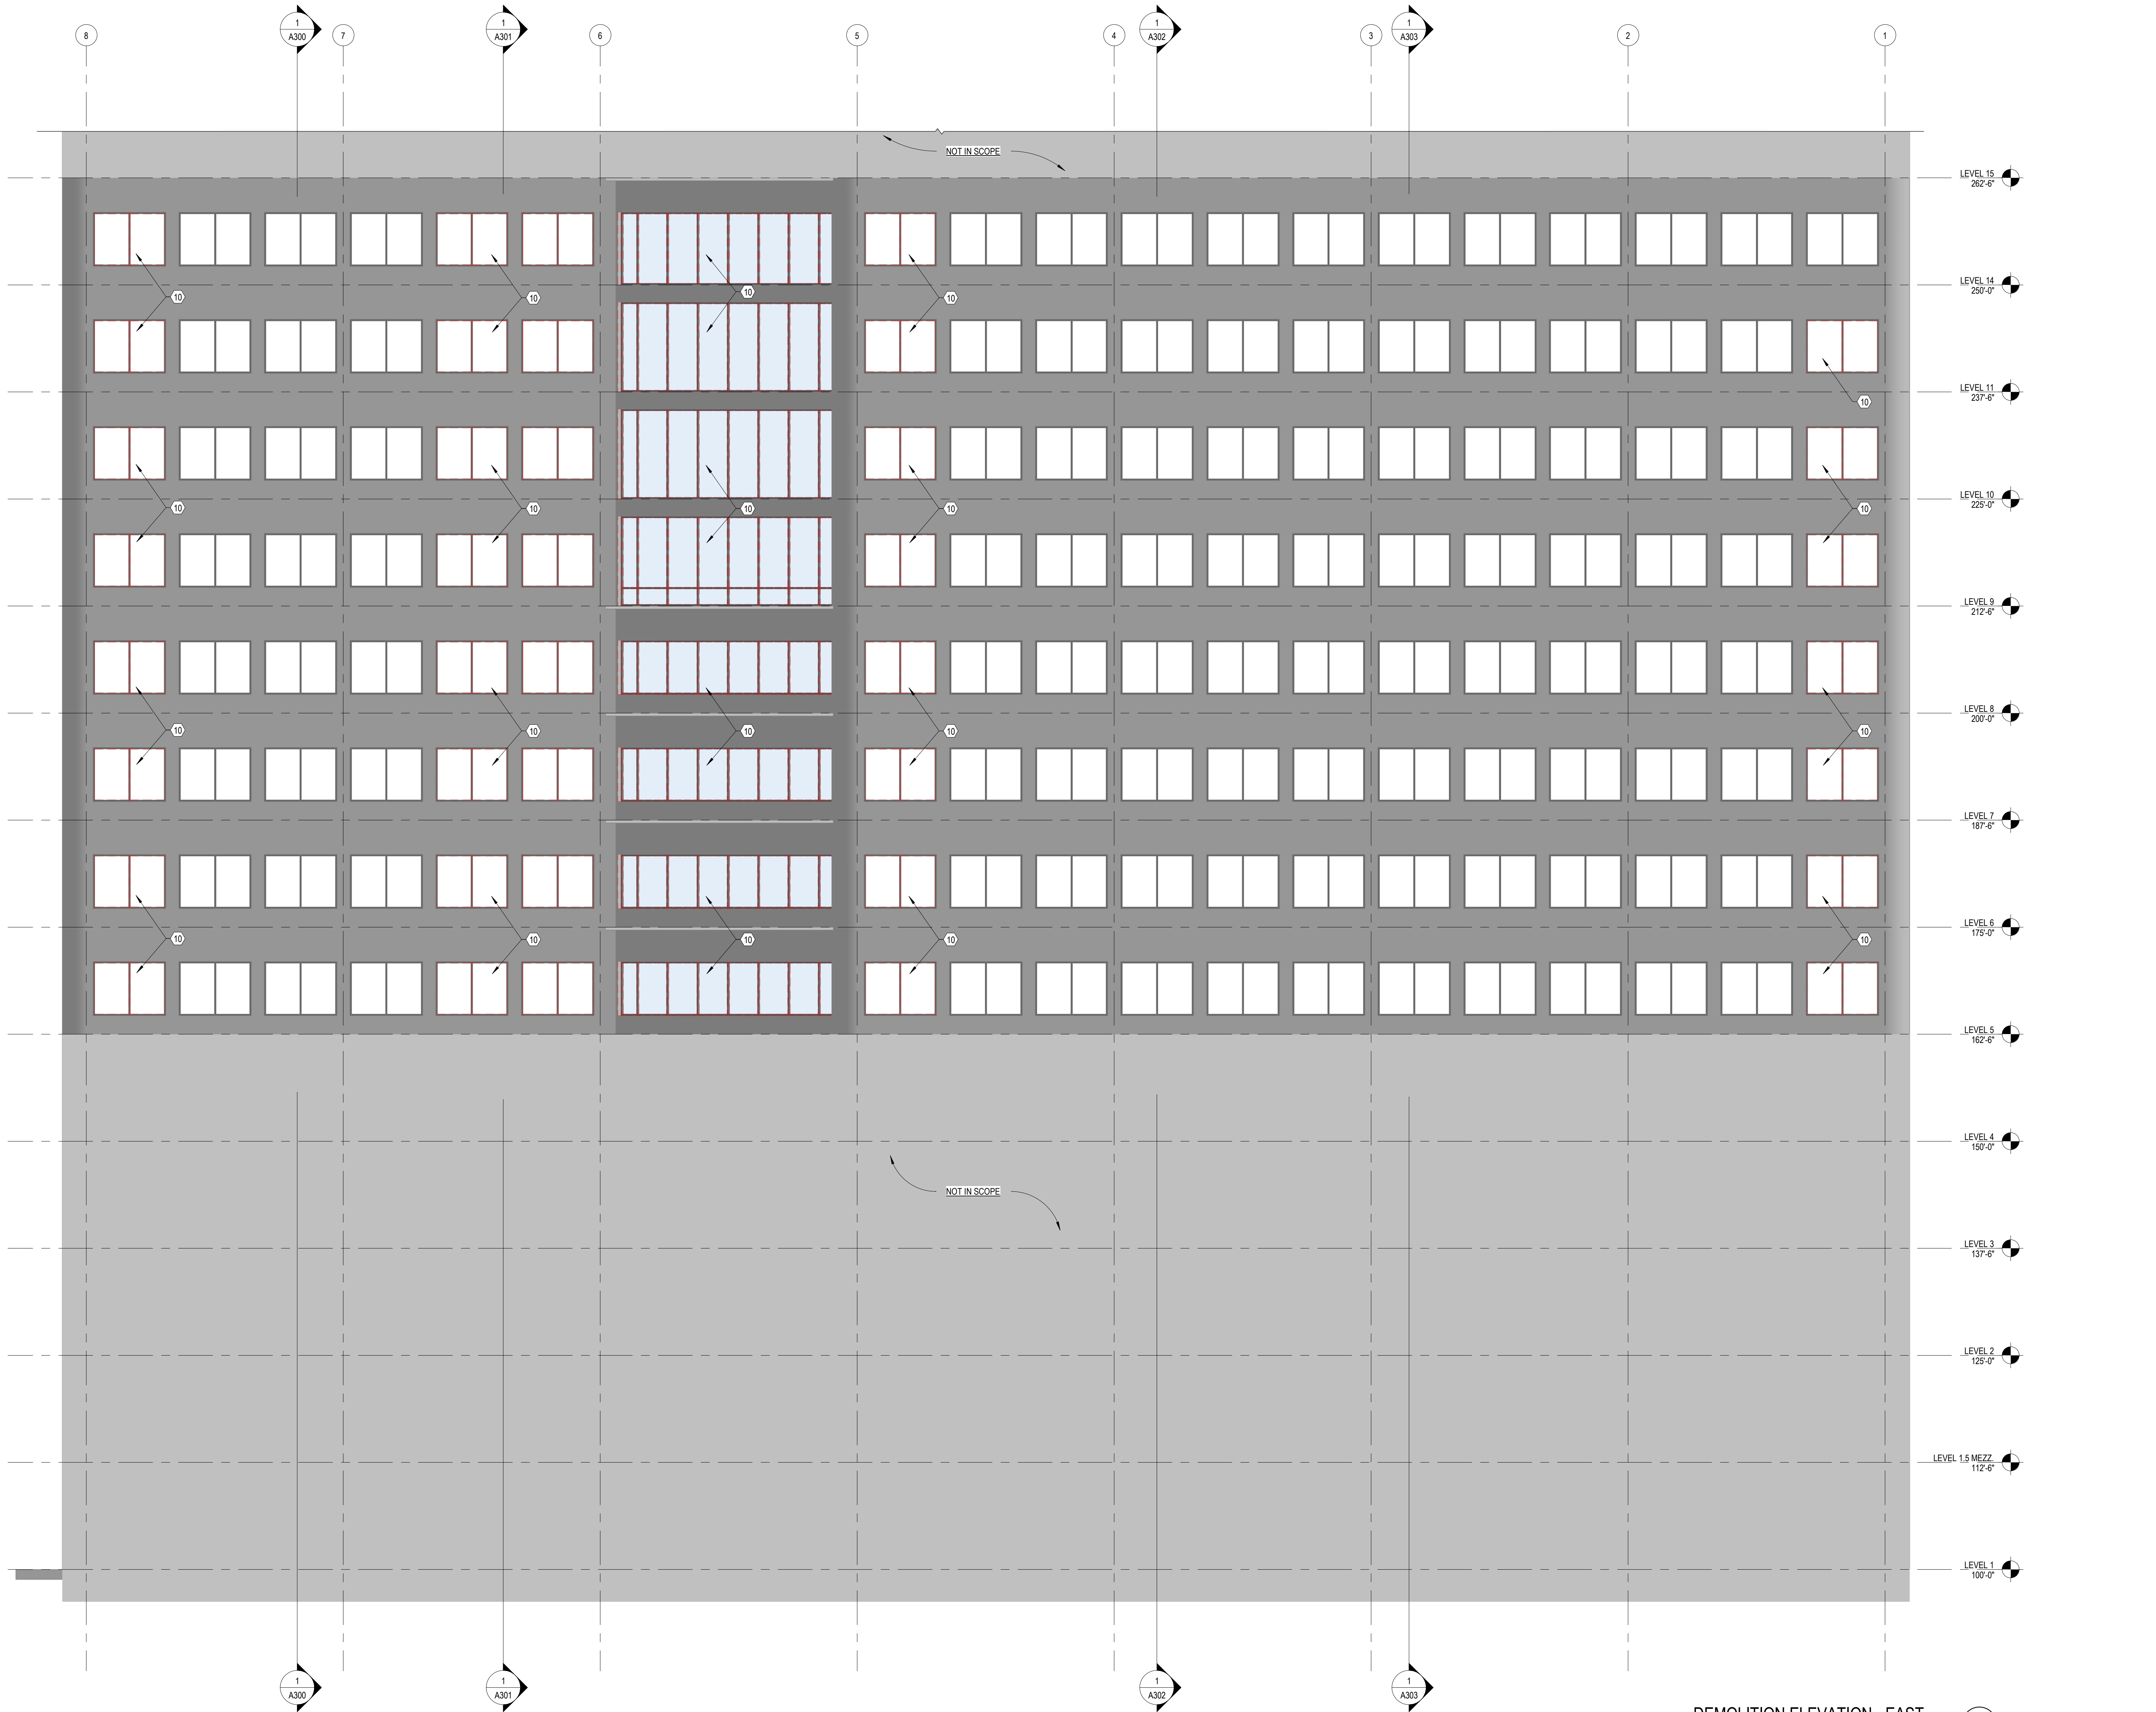 8
1
A300
7
1
A301
6
5
4
1
A302
3
1
A303
2
1
NOT IN SCOPE
LEVEL 15
262'-6"
LEVEL 14
250'-0"
10
10
10
10
LEVEL 11
237'-6"
10
LEVEL 10
225'-0"
10
10
10
10
10
LEVEL 9
212'-6"
LEVEL 8
200'-0"
10
10
10
10
10
LEVEL 7
187'-6"
LEVEL 6
175'-0"
10
10
10
10
10
LEVEL 5
162'-6"
LEVEL 4
150'-0"
NOT IN SCOPE
LEVEL 3
137'-6"
LEVEL 2
125'-0"
LEVEL 1.5 MEZZ.
112'-6"
LEVEL 1
100'-0"
1
A300
1
A301
1
A302
1
A303
DEMOLITION ELEVATION - EAST